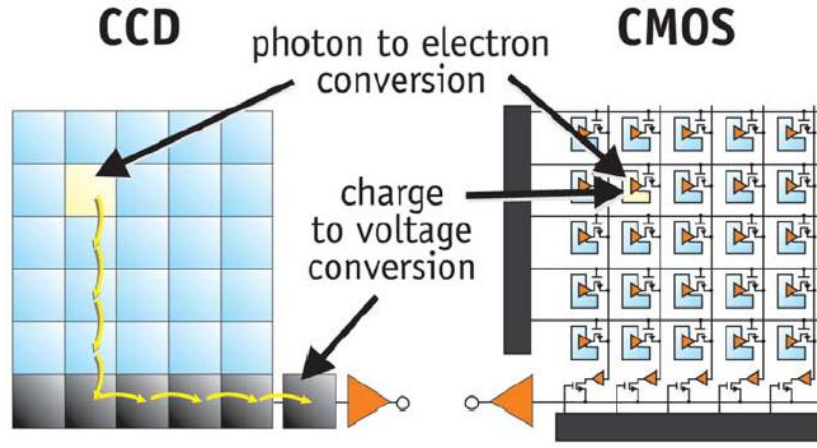 CCD
CMOS
photon to electron
conversion
charge
to voltage
conversion